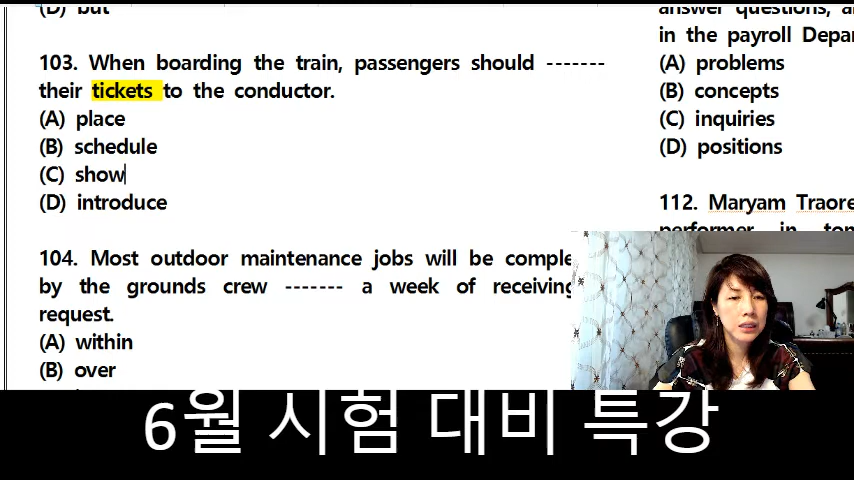 (D) but
103. When boarding the train, passengers should -------
their tickets to the conductor.
(A) place
(B) schedule
(C) show
(D) introduce
104. Most outdoor maintenance jobs will be
by the grounds crew ------- a week of receiving
request.
(A) within
(B) over
answer questions,
in the payroll
(A) problems
(B) concepts
(C) inquiries
(D) positions
112. Maryam Traore
performer in
6월 시험 대비 특강